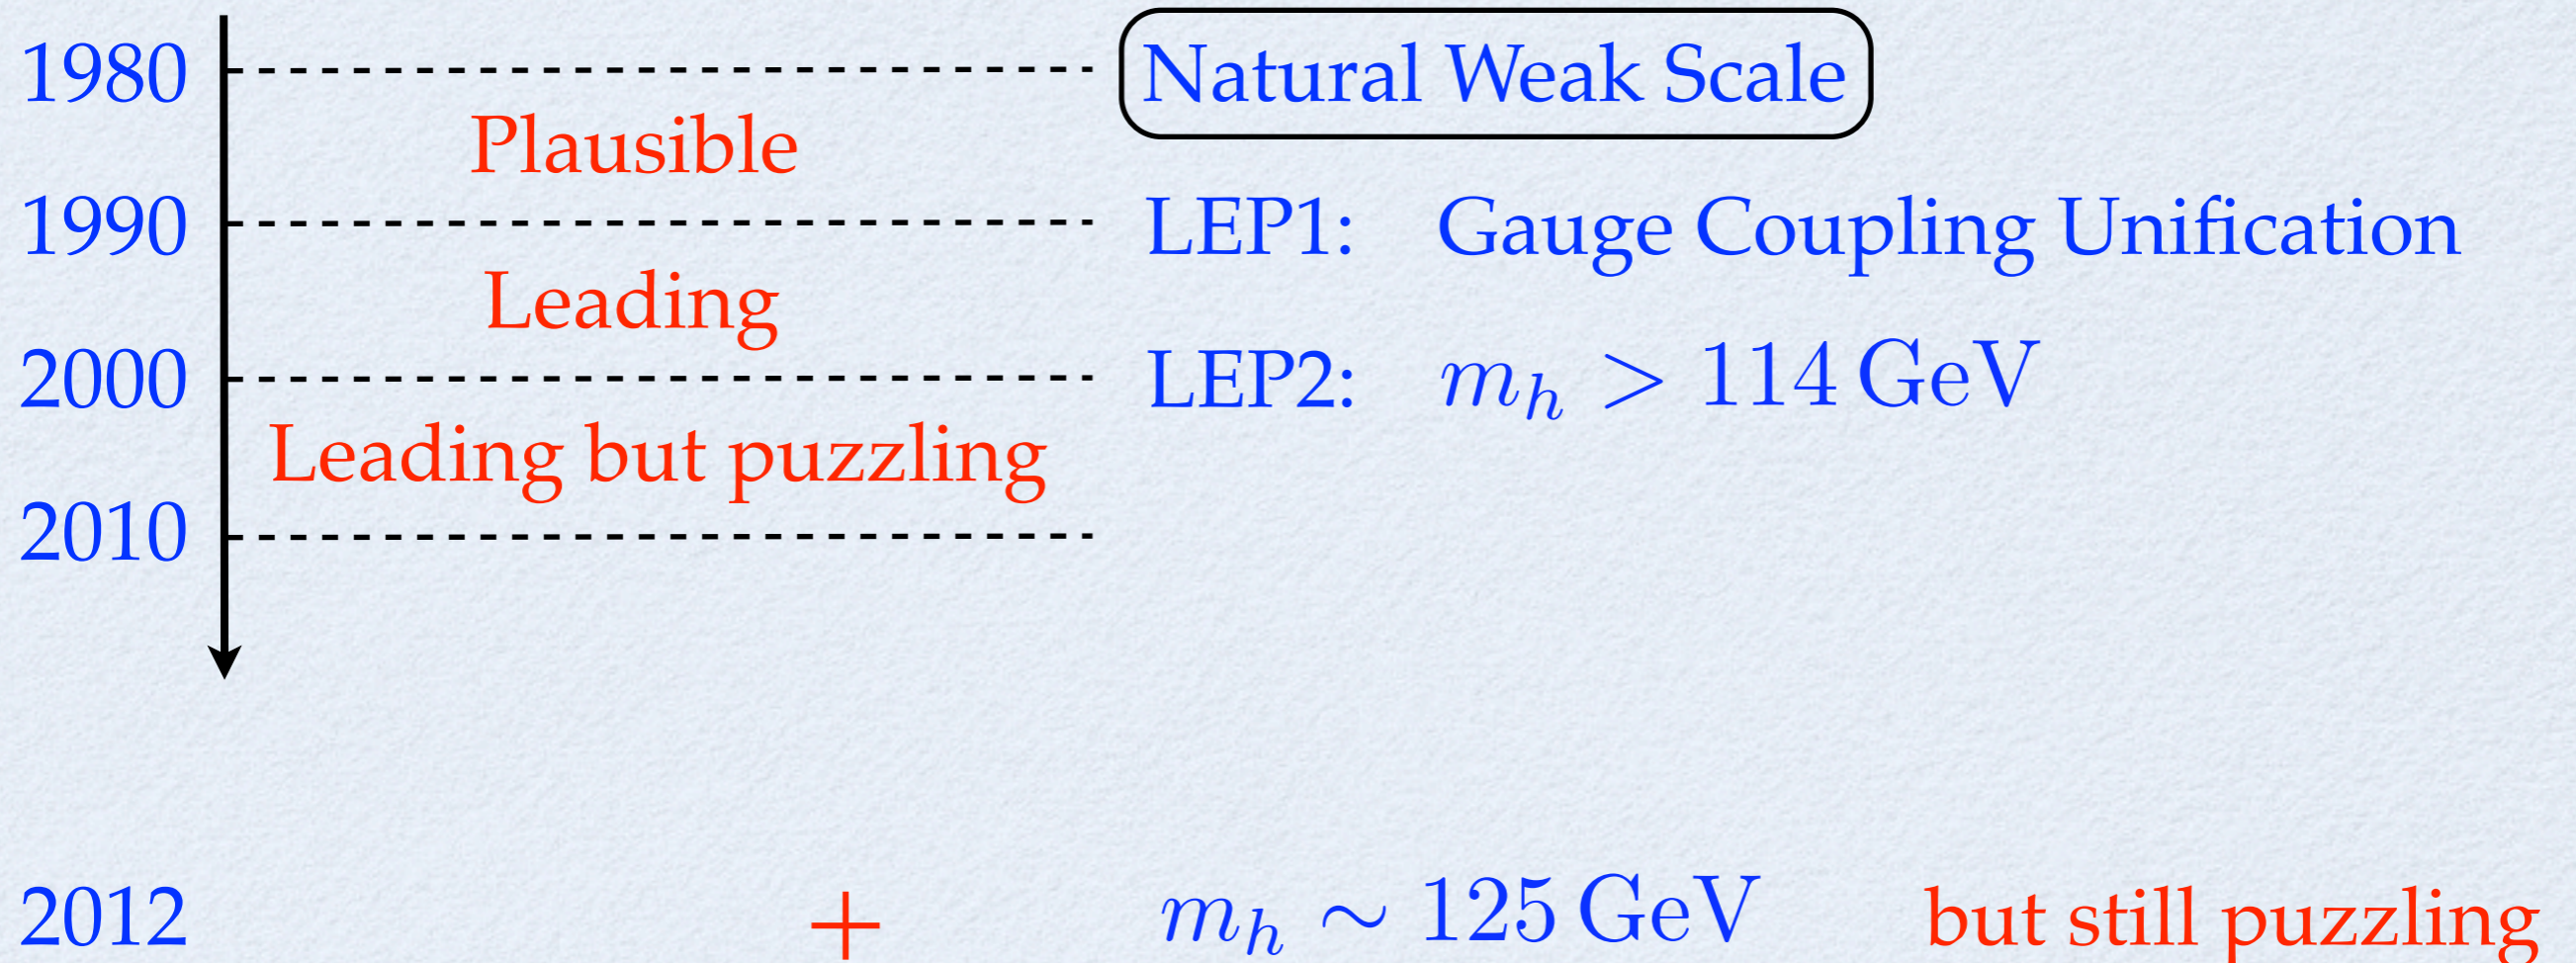 1980 Natural Weak Scale
Plausible
1990 LEP1: Gauge Coupling Unification
Leading
2000 LEP2: m_h > 114 GeV
Leading but puzzling
2010
2012 + m_h ∼ 125 GeV but still puzzling